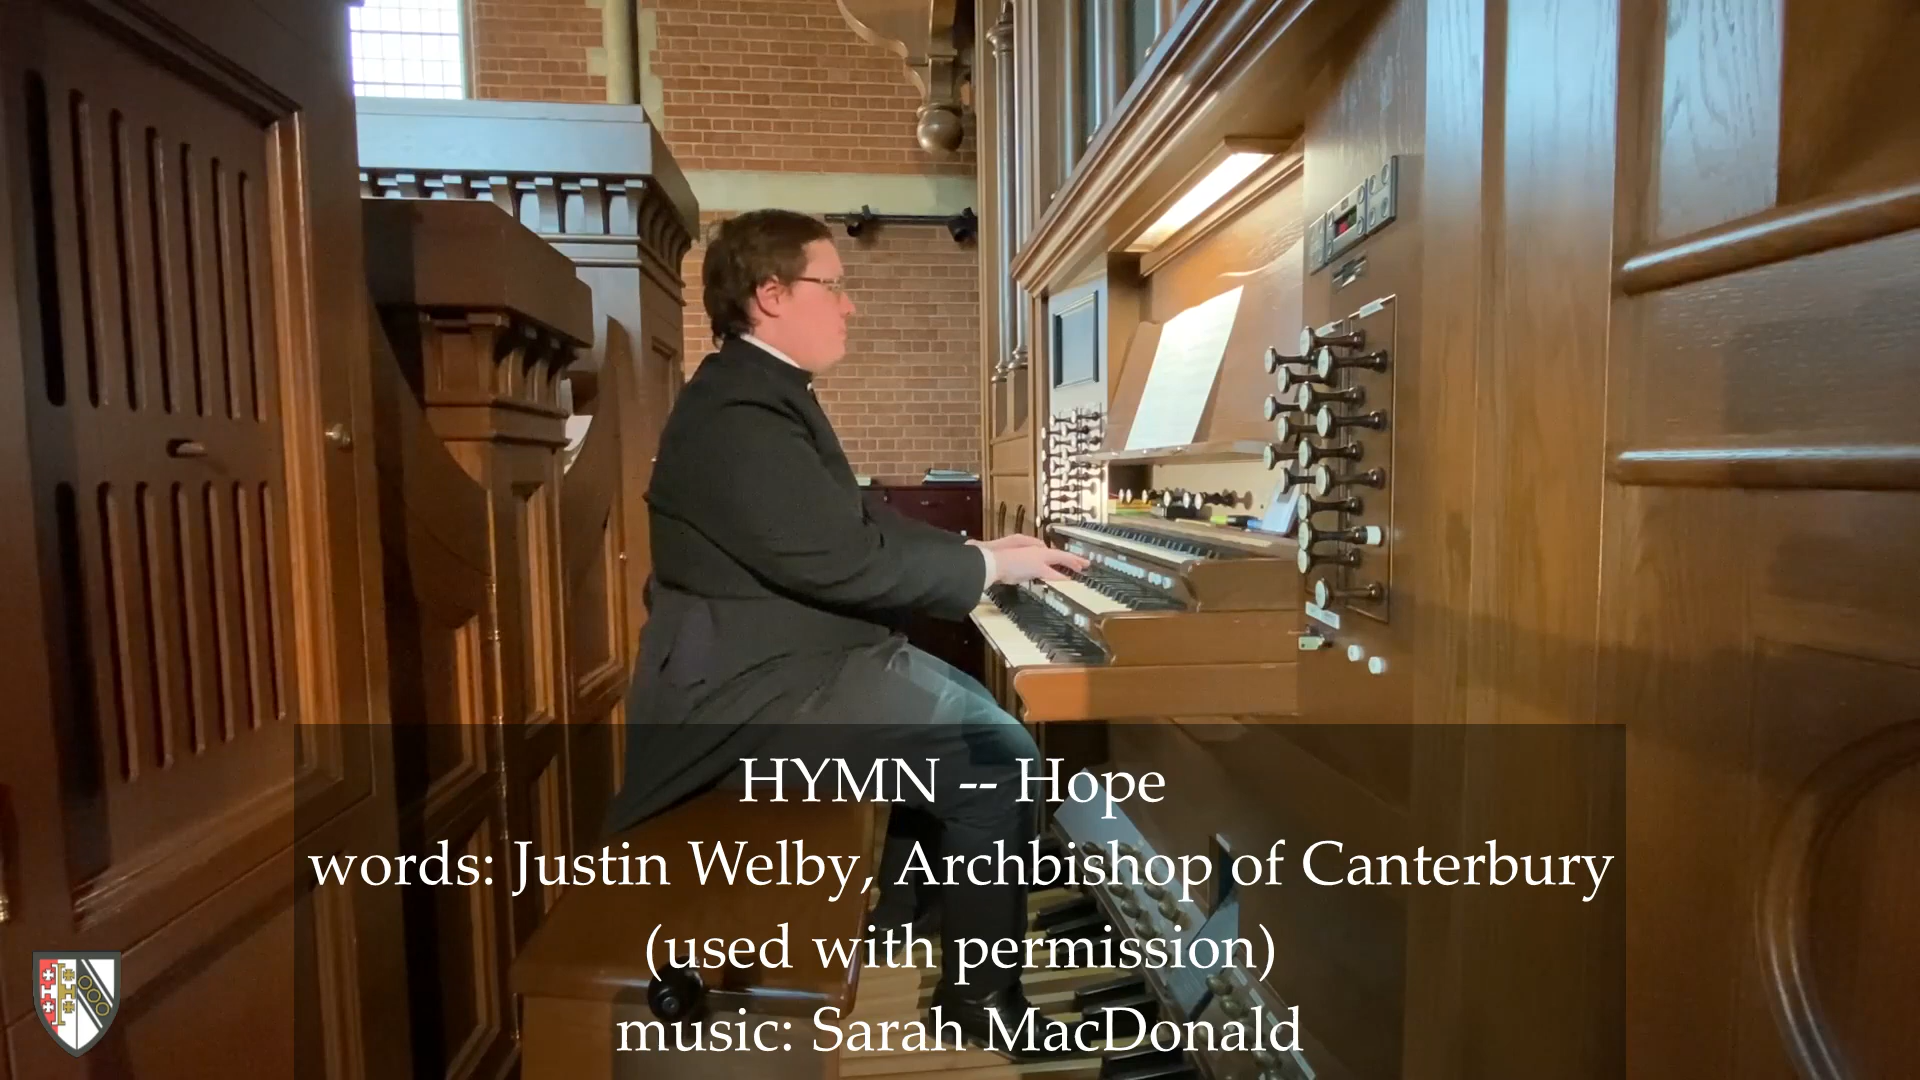 HYMN -- Hope
words: Justin Welby, Archbishop of Canterbury
(used with permission)
music: Sarah MacDonald